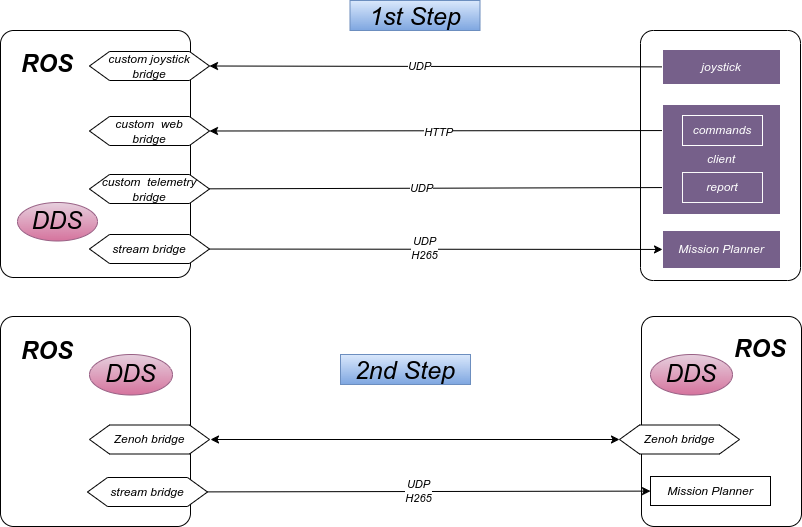 1st Step
ROS
custom joystick
bridge
UDP
joystick
custom  web
bridge
HTTP
commands
client
custom  telemetry
bridge
UDP
report
DDS
stream bridge
UDP
H265
Mission Planner
ROS
DDS
2nd Step
ROS
DDS
Zenoh bridge
Zenoh bridge
stream bridge
UDP
H265
Mission Planner